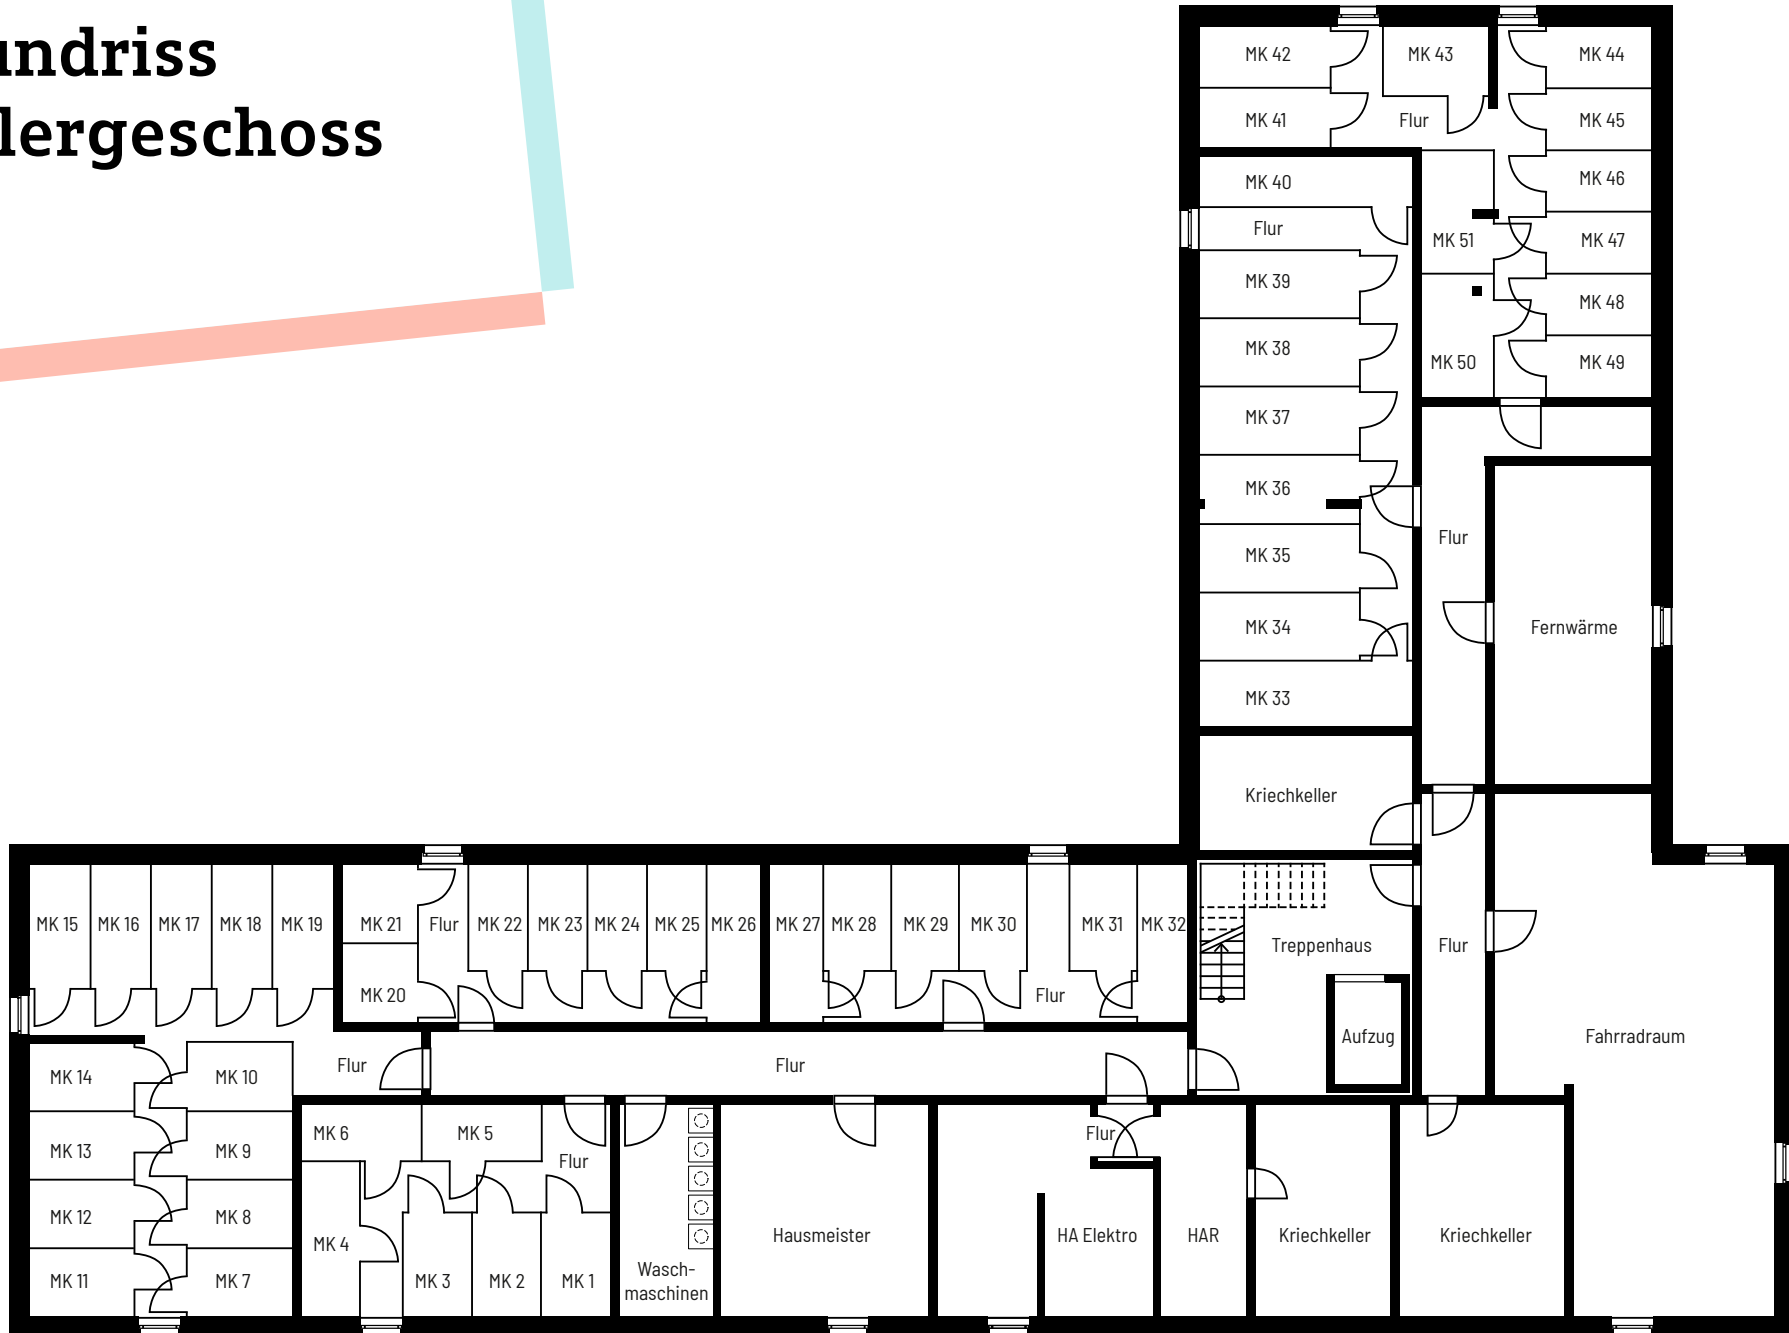 undriss
lergeschoss
MK 42
MK 43
MK 44
MK 41
Flur
MK 45
MK 40
MK 46
Flur
MK 51
MK 47
MK 39
MK 48
MK 38
MK 50
MK 49
MK 37
MK 36
Flur
MK 35
MK 34
Fernwärme
MK 33
Kriechkeller
MK 15
MK 16
MK 17
MK 18
MK 19
MK 21
Flur
MK 22
MK 23
MK 24
MK 25
MK 26
MK 27
MK 28
MK 29
MK 30
MK 31
MK 32
Treppenhaus
Flur
MK 20
Flur
Aufzug
Fahrradraum
Flur
Flur
MK 14
MK 10
MK 6
MK 5
Flur
Flur
MK 13
MK 9
MK 12
MK 8
MK 4
Hausmeister
HA Elektro
HAR
Kriechkeller
Kriechkeller
MK 11
MK 7
MK 3
MK 2
MK 1
Wasch-
maschinen